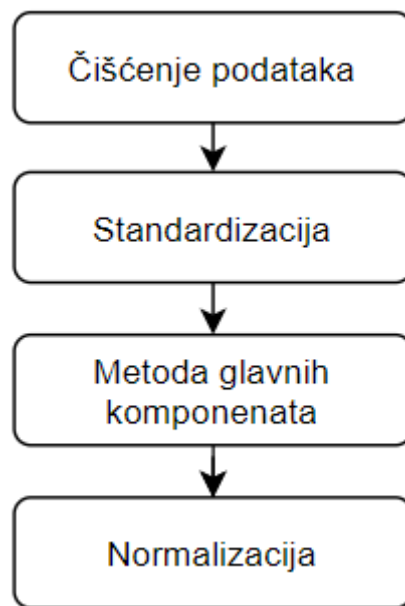 Čišćenje podataka
Standardizacija
Metoda glavnih
komponenata
Normalizacija